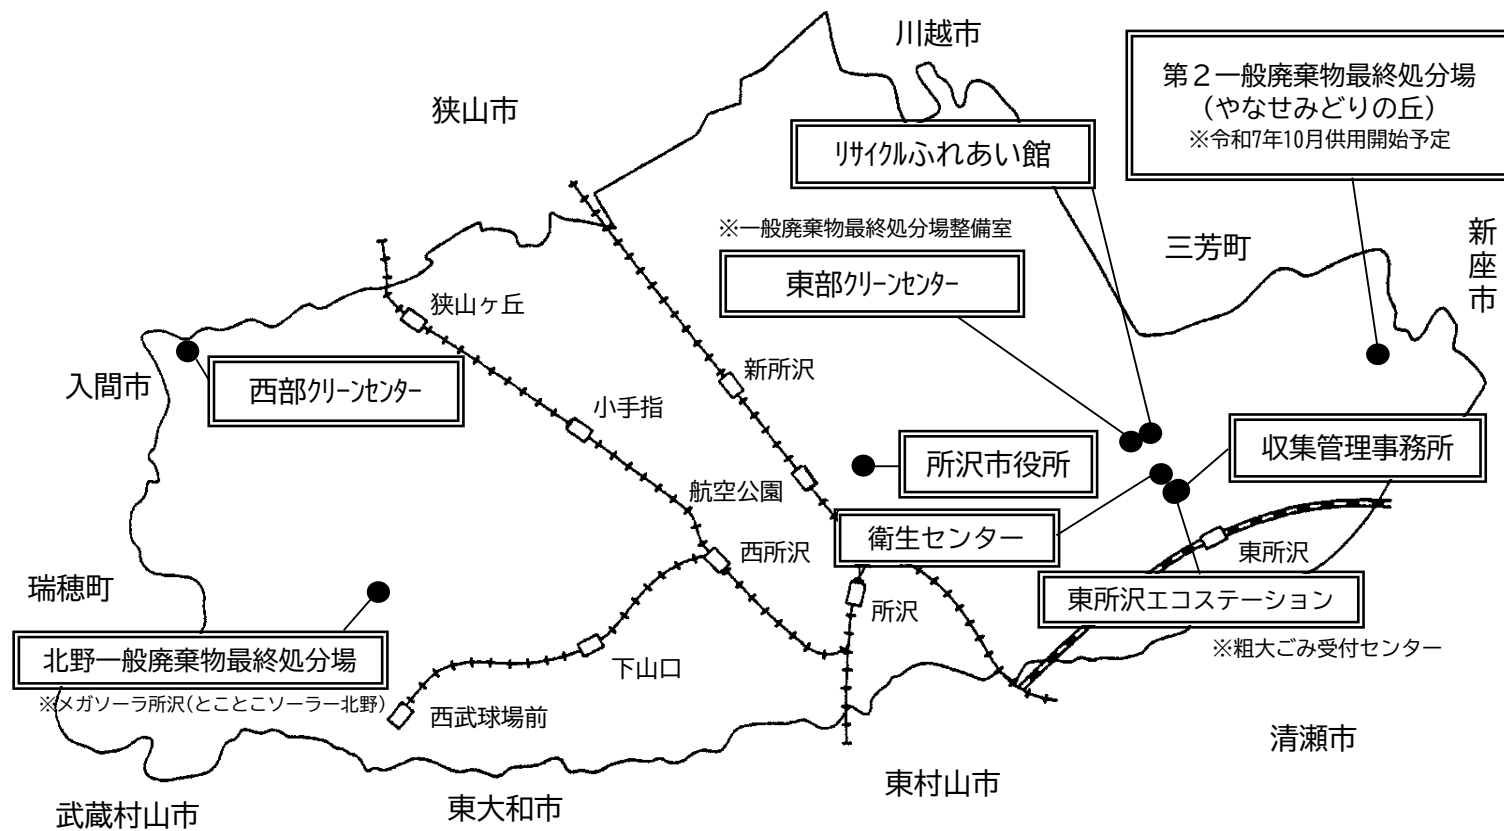 川越市
狭山市
第２一般廃棄物最終処分場
(やなせみどりの丘)
※令和7年10月供用開始予定
ﾘｻｲｸﾙふれあい館
※一般廃棄物最終処分場整備室
東部ｸﾘｰﾝｾﾝﾀｰ
三芳町
新座市
狭山ヶ丘
入間市
西部ｸﾘｰﾝｾﾝﾀｰ
新所沢
小手指
所沢市役所
収集管理事務所
航空公園
衛生センター
西所沢
東所沢
瑞穂町
所沢
東所沢エコステーション
※粗大ごみ受付センター
北野一般廃棄物最終処分場
※メガソーラ所沢(とことこソーラー北野)
下山口
西武球場前
清瀬市
東村山市
東大和市
武蔵村山市